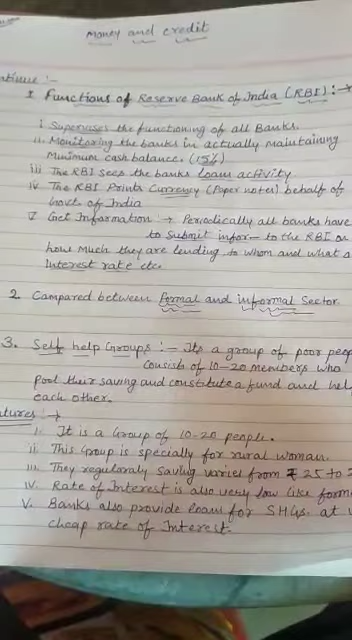 Money and credit
ntinue :-
I Functions of Reserve Bank of India (RBI) :→
I Supervises the functioning of all Banks.
ii. Monitoring the banks in actually maintaining
Minimum cash balance. (15%)
iii The RBI sees the banks loan activity
iv. The RBI Prints Currency (Paper notes) behalf of
Govt. of India
V Get Information → Periodically all banks have
to submit infor— to the RBI on
how much they are lending to whom and what a
Interest rate etc.
2. Compared between formal and informal Sector.
3. Self help Groups :- Its a group of poor peop
consists of 10-20 members who
pool their saving and constitute a fund and hel
each other.
atures :→
i. It is a Group of 10-20 people.
ii. This Group is specially for rural woman.
iii. They regularaly saving varies from ₹ 25 to
iv. Rate of Interest is also very low like form
V. Banks also provide loan for SHGs. at
cheap rate of Interest.